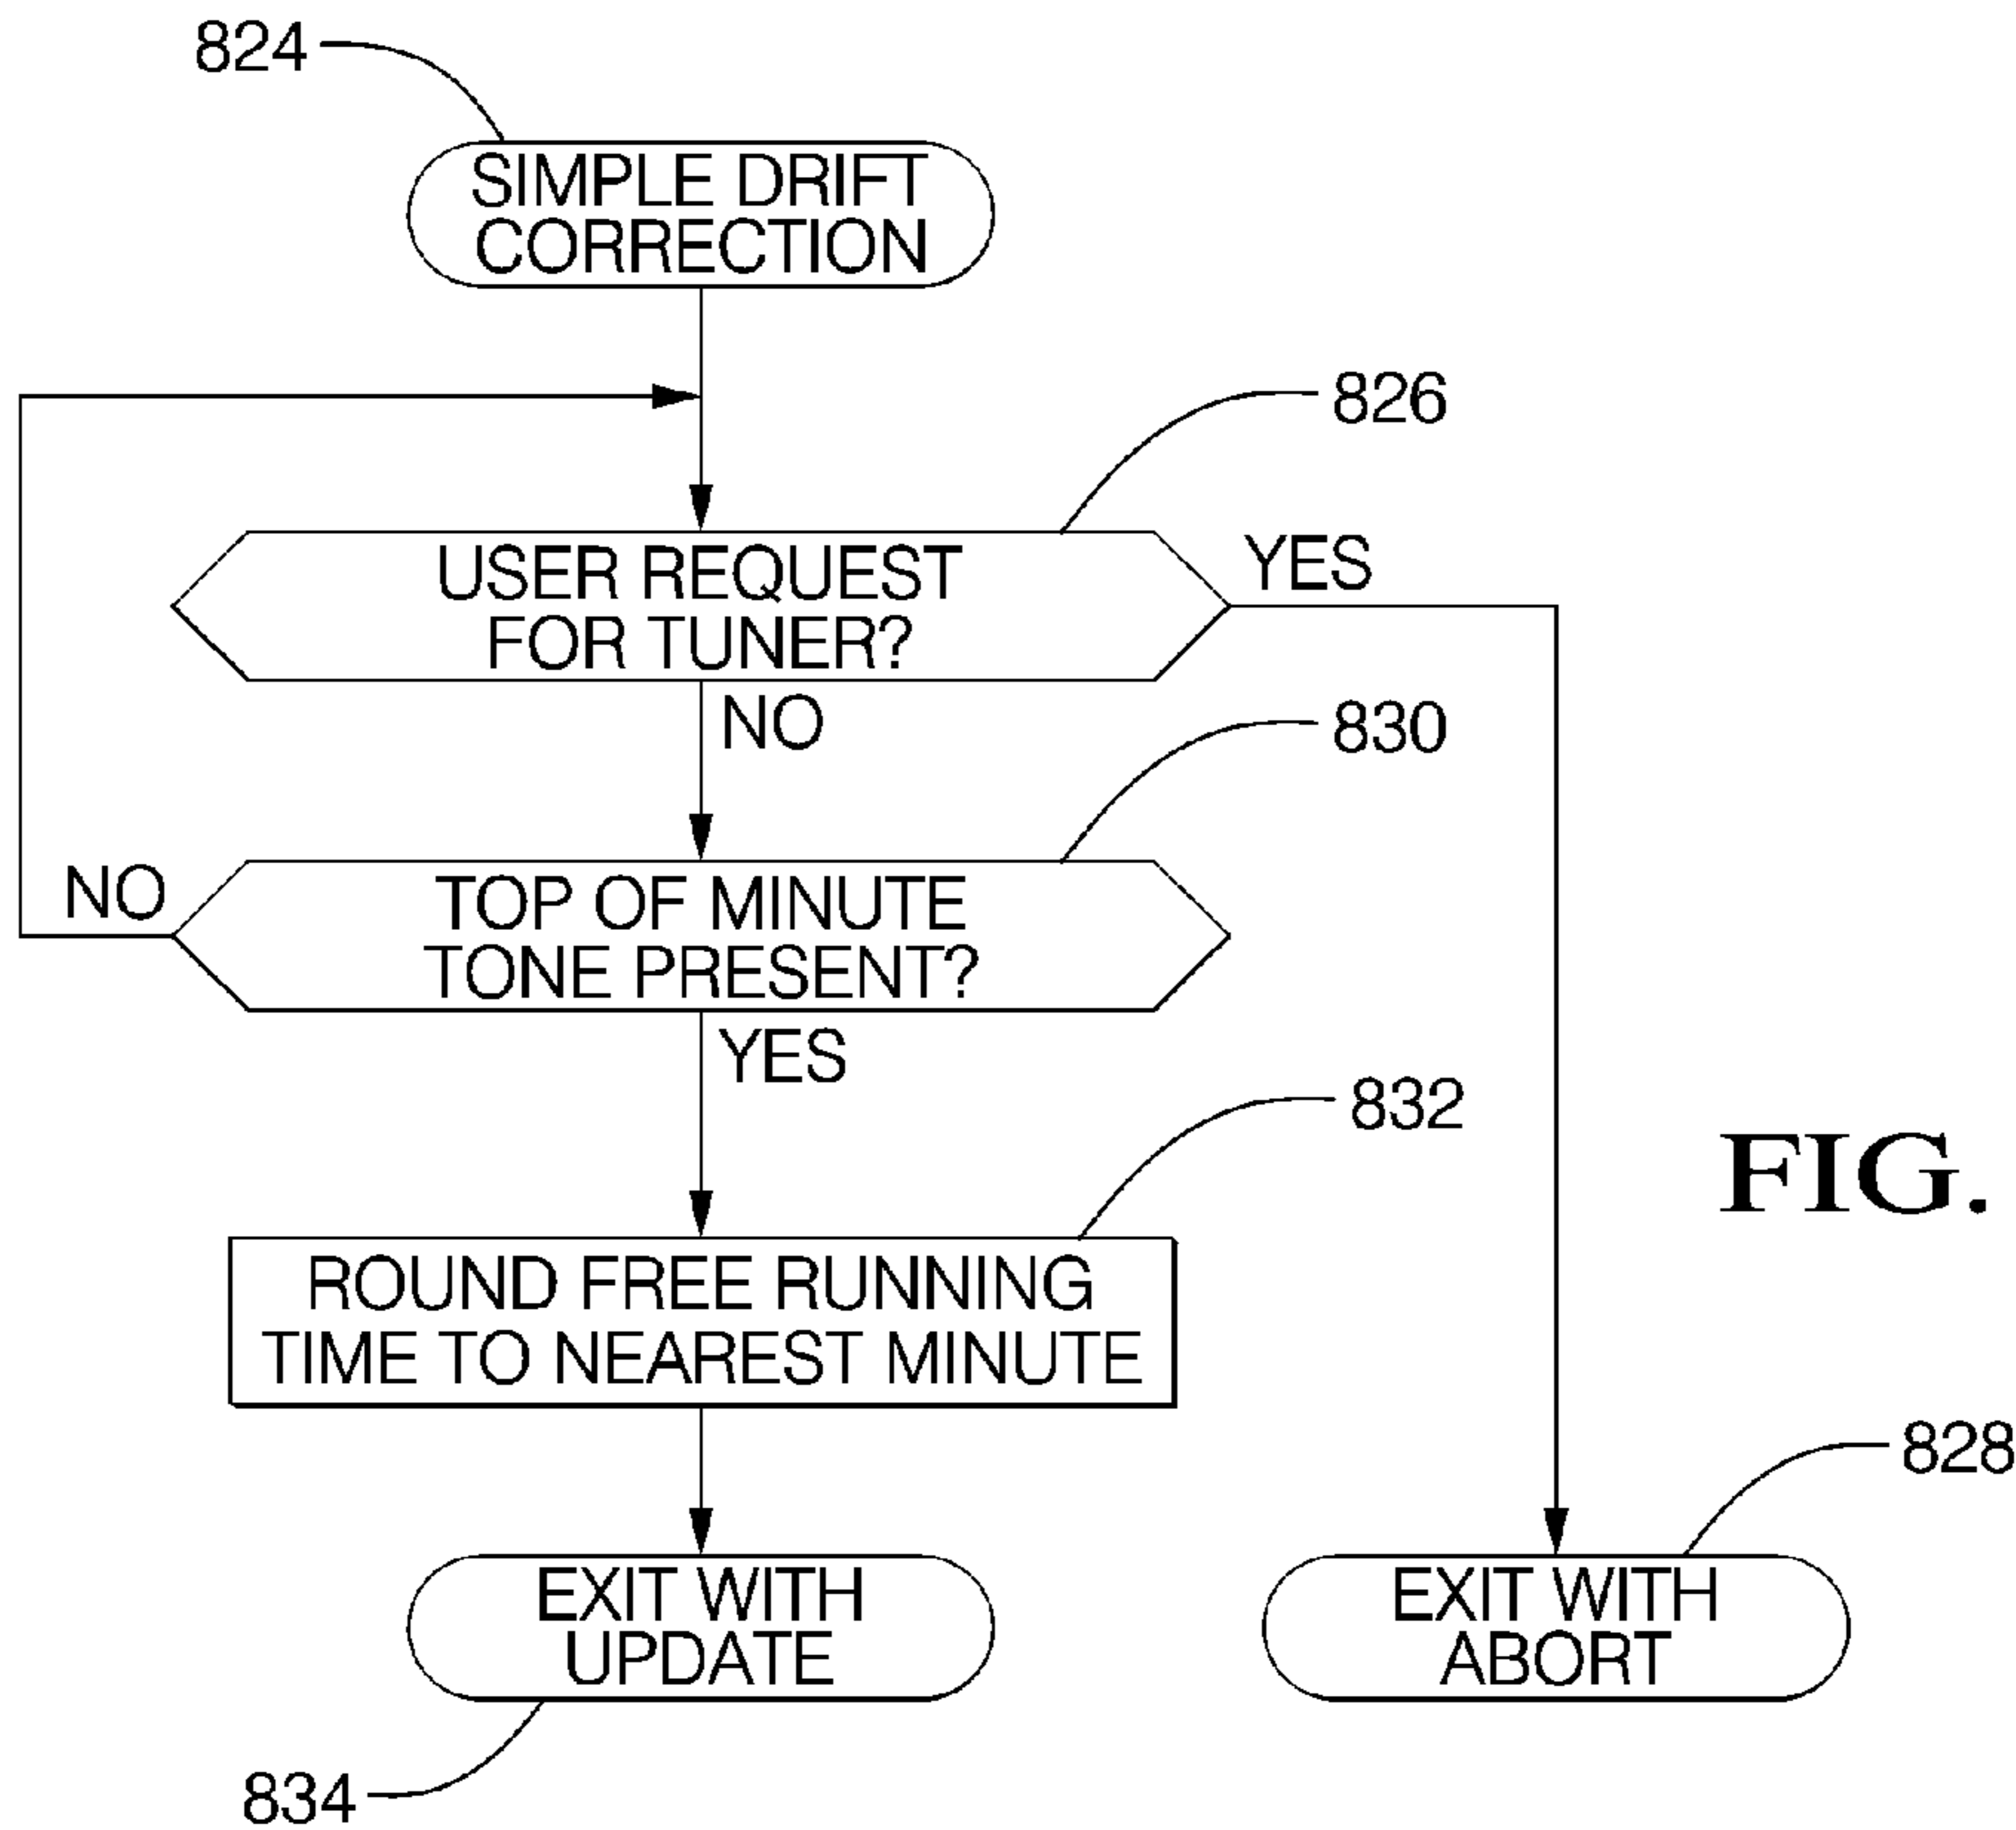 824
SIMPLE DRIFT
CORRECTION
826
USER REQUEST
FOR TUNER?
YES
NO
830
NO
TOP OF MINUTE
TONE PRESENT?
YES
832
ROUND FREE RUNNING
TIME TO NEAREST MINUTE
FIG.
828
EXIT WITH
UPDATE
EXIT WITH
ABORT
834